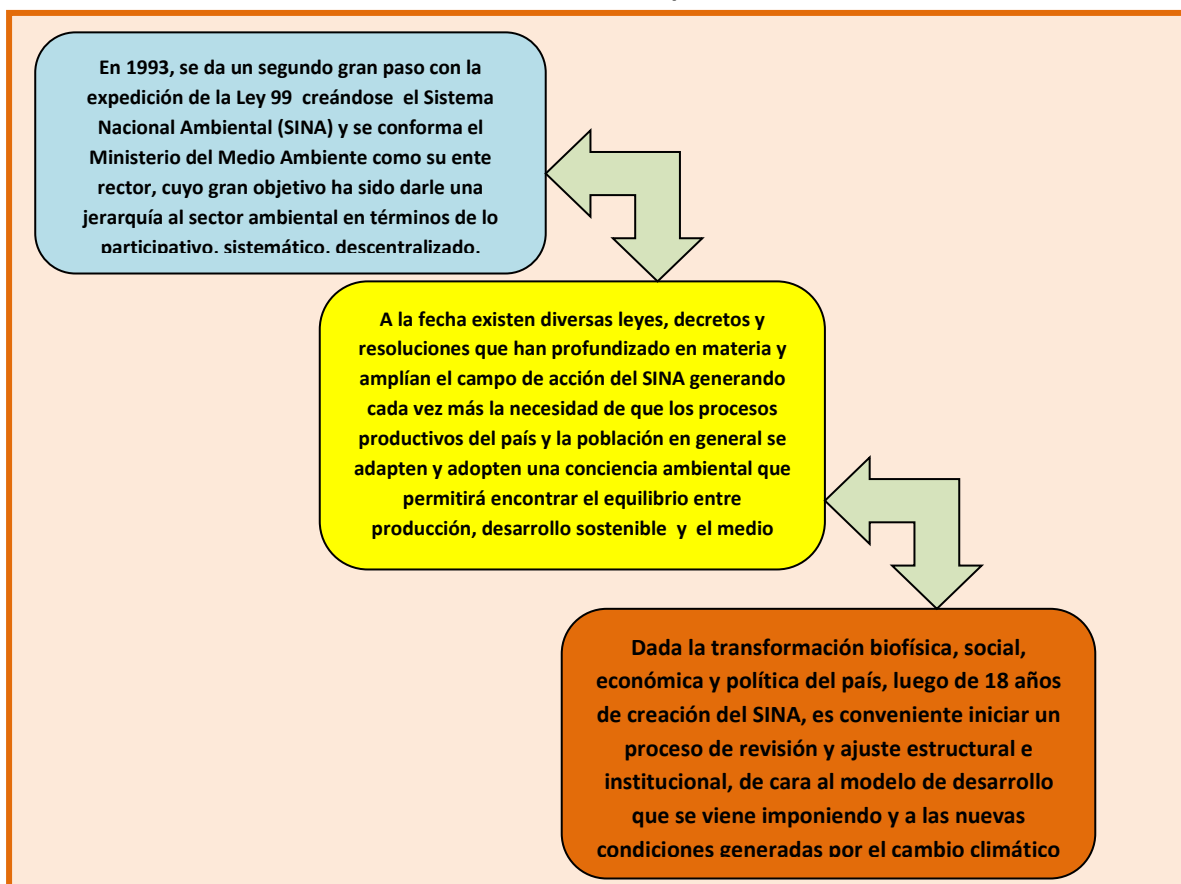 En 1993, se da un segundo gran paso con la
expedición de la Ley 99 creándose el Sistema
Nacional Ambiental (SINA) y se conforma el
Ministerio del Medio Ambiente como su ente
rector, cuyo gran objetivo ha sido darle una
jerarquía al sector ambiental en términos de lo
participativo, sistemático, descentralizado,
A la fecha existen diversas leyes, decretos y
resoluciones que han profundizado en materia y
amplían el campo de acción del SINA generando
cada vez más la necesidad de que los procesos
productivos del país y la población en general se
adapten y adopten una conciencia ambiental que
permitirá encontrar el equilibrio entre
producción, desarrollo sostenible y el medio
Dada la transformación biofísica, social,
económica y política del país, luego de 18 años
de creación del SINA, es conveniente iniciar un
proceso de revisión y ajuste estructural e
institucional, de cara al modelo de desarrollo
que se viene imponiendo y a las nuevas
condiciones generadas por el cambio climático